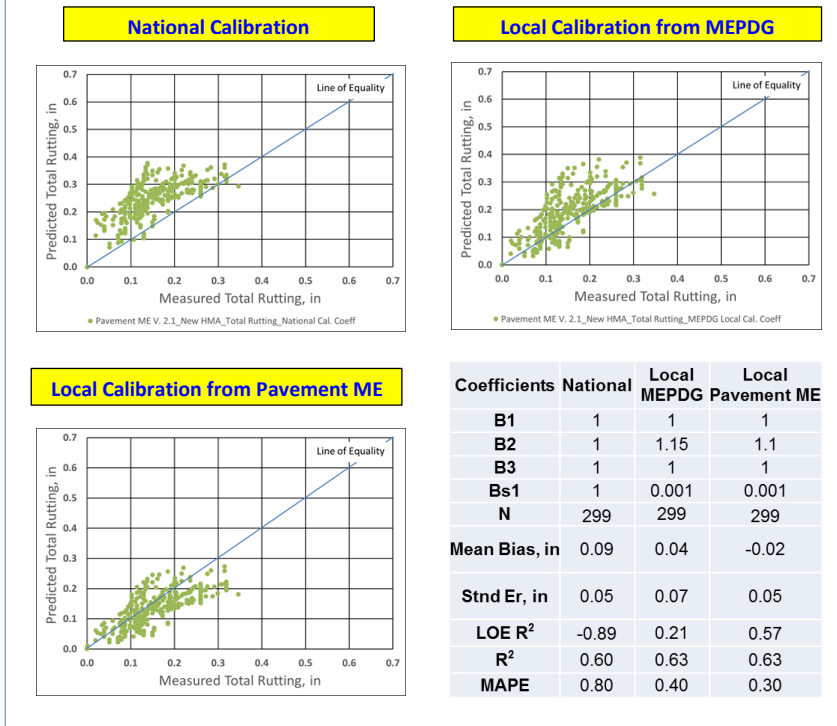 National Calibration
Line of Equality
Predicted Total Rutting, in
0.7
0.6
0.5
0.4
0.3
0.2
0.1
0.0
0.0 0.1 0.2 0.3 0.4 0.5 0.6 0.7
Measured Total Rutting, in
Pavement ME V. 2.1_New HMA_Total Rutting_National Cal. Coeff
Local Calibration from MEPDG
Line of Equality
Predicted Total Rutting, in
0.7
0.6
0.5
0.4
0.3
0.2
0.1
0.0
0.0 0.1 0.2 0.3 0.4 0.5 0.6 0.7
Measured Total Rutting, in
Pavement ME V. 2.1_New HMA_Total Rutting_MEPDG Local Cal. Coeff
Local Calibration from Pavement ME
Line of Equality
Predicted Total Rutting, in
0.7
0.6
0.5
0.4
0.3
0.2
0.1
0.0
0.0 0.1 0.2 0.3 0.4 0.5 0.6 0.7
Measured Total Rutting, in
Coefficients National Local MEPDG Local Pavement ME
B1 1 1 1
B2 1 1.15 1.1
B3 1 1 1
Bs1 1 0.001 0.001
N 299 299 299
Mean Bias, in 0.09 0.04 -0.02
Stnd Er, in 0.05 0.07 0.05
LOE R² -0.89 0.21 0.57
R² 0.60 0.63 0.63
MAPE 0.80 0.40 0.30